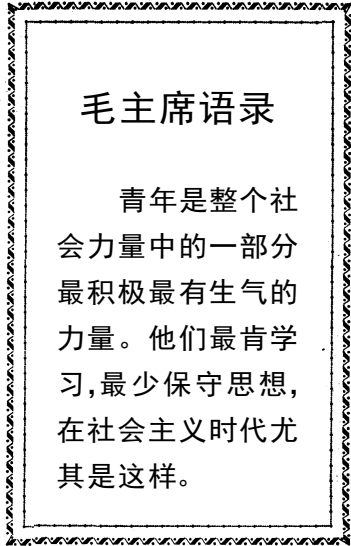 毛主席语录
青年是整个社
会力量中的一部分
最积极最有生气的
力量。他们最肯学
习,最少保守思想,
在社会主义时代尤
其是这样。